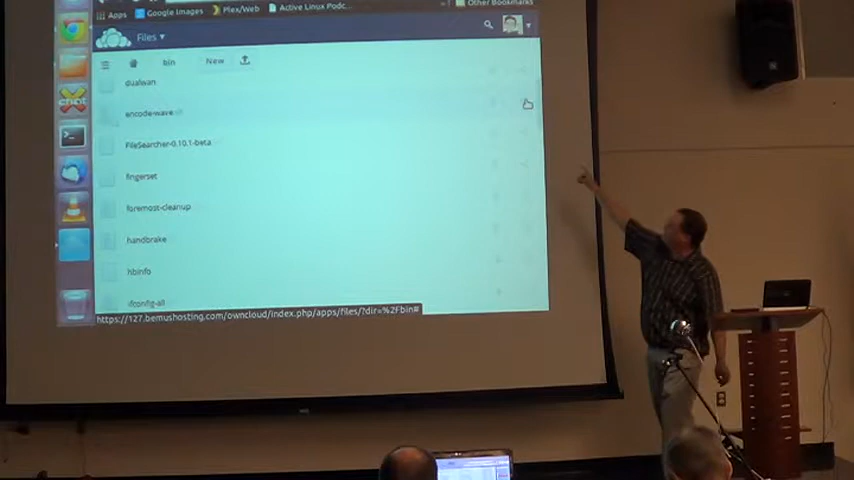 Apps Google Images Plex/Web Active Linux Podc... Other Bookmarks
Files
bin New
dualwan
encode-wave.sh
FileSearcher-0.10.1-beta
fingerset
foremost-cleanup
handbrake
hbinfo
ifconfig-all
https://127.bemushosting.com/owncloud/index.php/apps/files/?dir=%2Fbin#